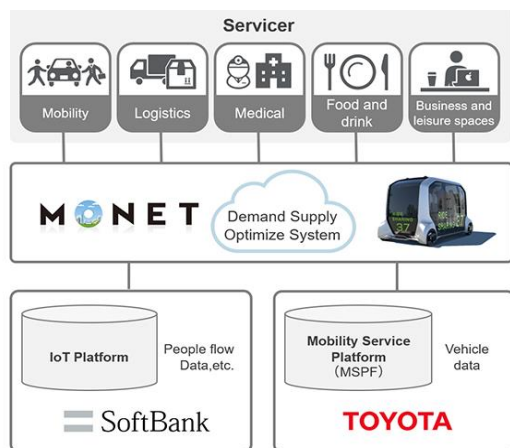 Servicer
Mobility
Logistics
Medical
Food and
drink
Business and
leisure spaces
MONET
Demand Supply
Optimize System
37
IoT Platform
People flow
Data,etc.
SoftBank
Mobility Service
Platform
(MSPF)
Vehicle
data
TOYOTA